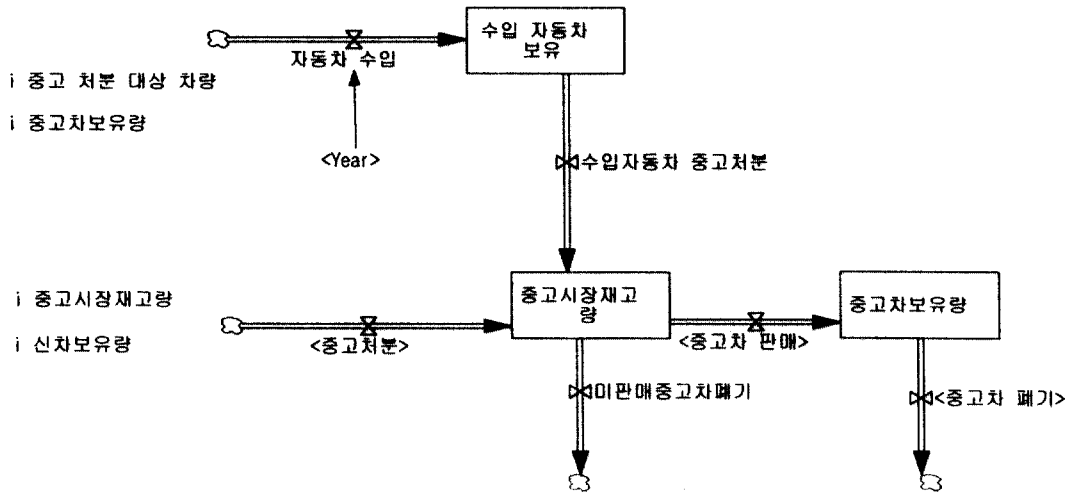 수입 자동차
보유
자동차 수입
i 중고 처분 대상 차량
i 중고차보유량
<Year>
수입자동차 중고처분
i 중고시장재고량
i 신차보유량
중고시장재고
량
중고차보유량
<중고처분>
<중고차 판매>
미판매중고차폐기
<중고차 폐기>